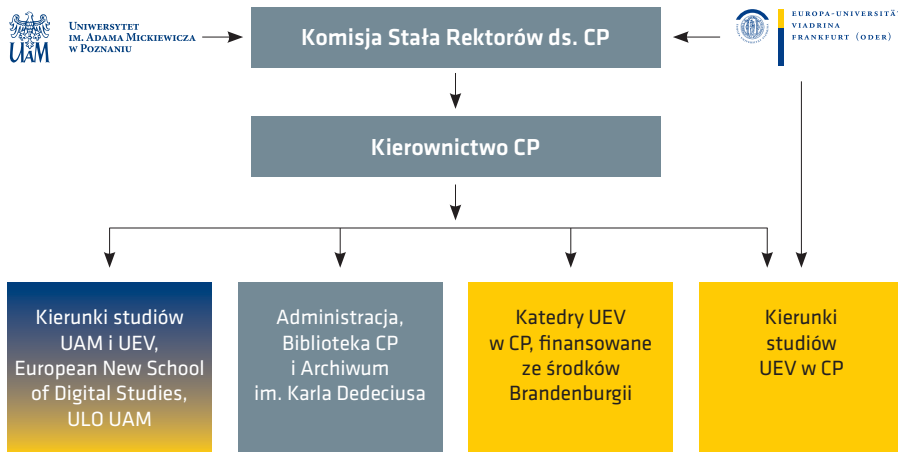 UAM
UNIWERSYTET
IM. ADAMA MICKIEWICZA
W POZNANIU
Komisja Stała Rektorów ds. CP
EUROPA-UNIVERSITÄT
VIADRINA
FRANKFURT (ODER)
Kierownictwo CP
Kierunki studiów
UAM i UEV,
European New School
of Digital Studies,
ULO UAM
Administracja,
Biblioteka CP
i Archiwum
im. Karla Dedeciusa
Katedry UEV
w CP, finansowane
ze środków
Brandenburgii
Kierunki
studiów
UEV w CP